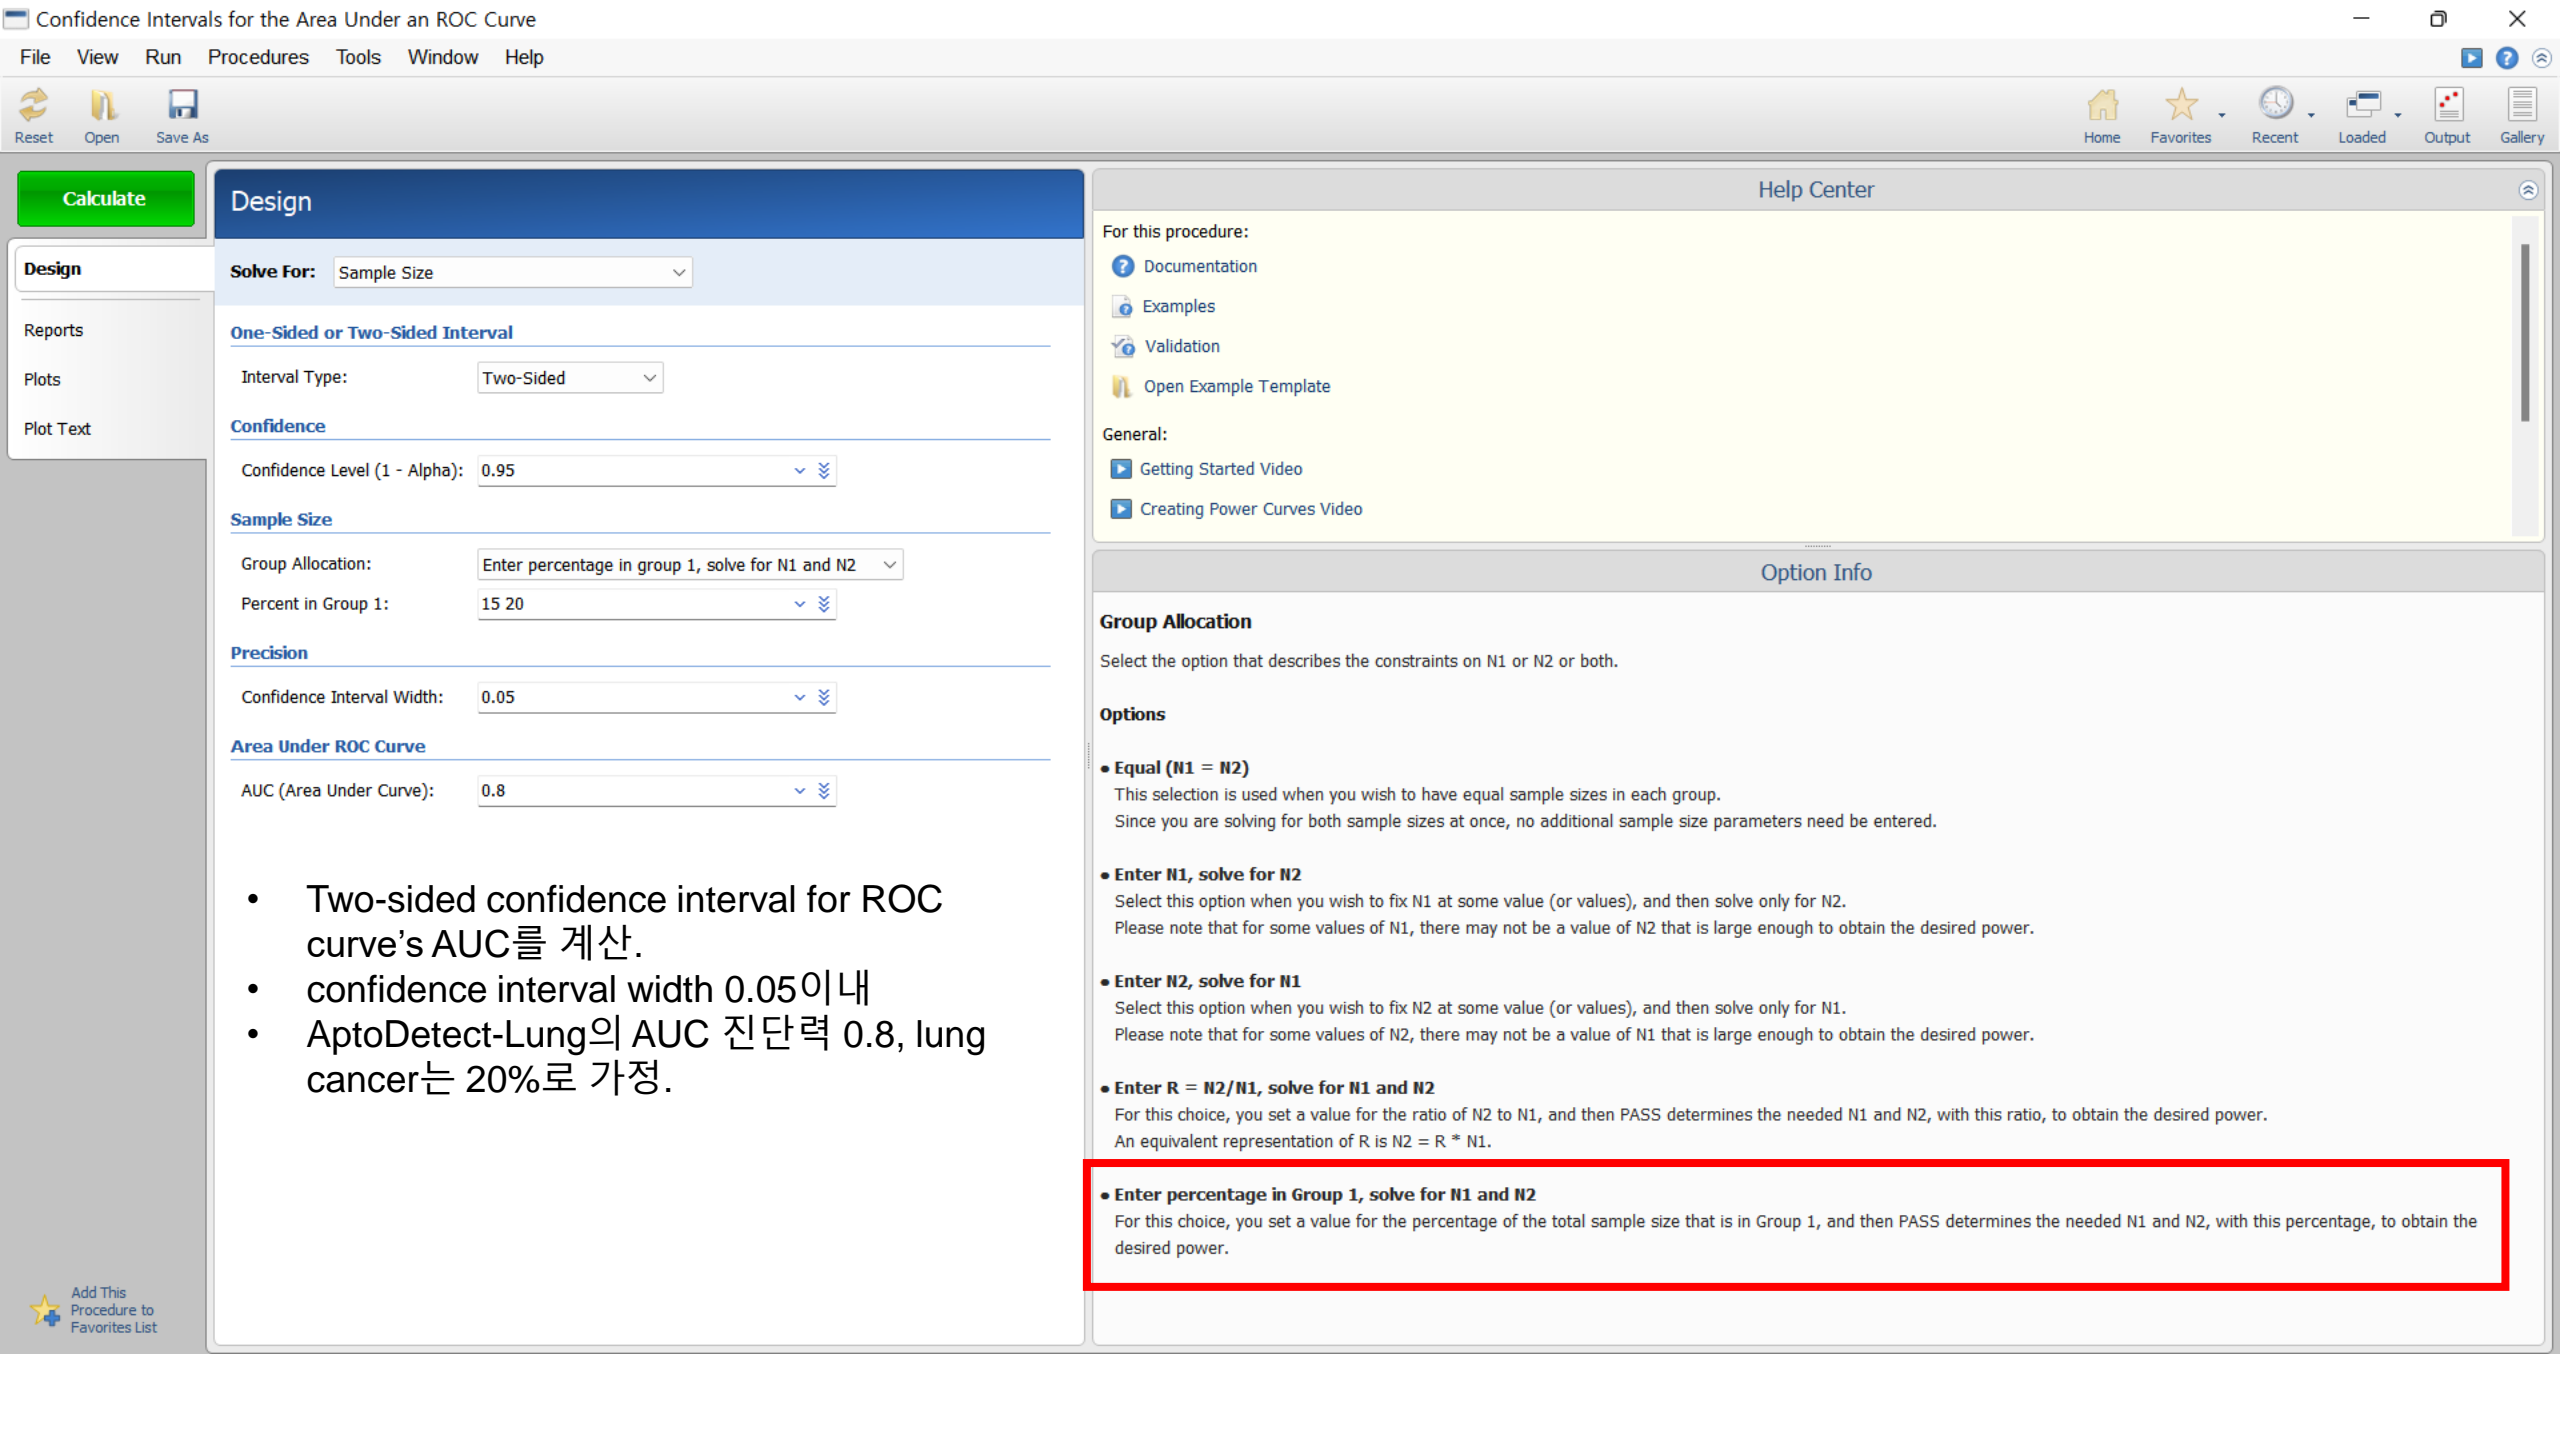 Confidence Intervals for the Area Under an ROC Curve
File View Run Procedures Tools Window Help
Reset Open Save As Home Favorites Recent Loaded Output Gallery
Calculate
Design
Reports
Plots
Plot Text
Add This
Procedure to
Favorites List
Design
Solve For: Sample Size
One-Sided or Two-Sided Interval
Interval Type: Two-Sided
Confidence
Confidence Level (1 - Alpha): 0.95
Sample Size
Group Allocation: Enter percentage in group 1, solve for N1 and N2
Percent in Group 1: 15 20
Precision
Confidence Interval Width: 0.05
Area Under ROC Curve
AUC (Area Under Curve): 0.8
• Two-sided confidence interval for ROC
curve’s AUC를 계산.
• confidence interval width 0.05이내
• AptoDetect-Lung의 AUC 진단력 0.8, lung
cancer는 20%로 가정.
Help Center
For this procedure:
Documentation
Examples
Validation
Open Example Template
General:
Getting Started Video
Creating Power Curves Video
Option Info
Group Allocation
Select the option that describes the constraints on N1 or N2 or both.
Options
• Equal (N1 = N2)
This selection is used when you wish to have equal sample sizes in each group.
Since you are solving for both sample sizes at once, no additional sample size parameters need be entered.
• Enter N1, solve for N2
Select this option when you wish to fix N1 at some value (or values), and then solve only for N2.
Please note that for some values of N1, there may not be a value of N2 that is large enough to obtain the desired power.
• Enter N2, solve for N1
Select this option when you wish to fix N2 at some value (or values), and then solve only for N1.
Please note that for some values of N2, there may not be a value of N1 that is large enough to obtain the desired power.
• Enter R = N2/N1, solve for N1 and N2
For this choice, you set a value for the ratio of N2 to N1, and then PASS determines the needed N1 and N2, with this ratio, to obtain the desired power.
An equivalent representation of R is N2 = R * N1.
• Enter percentage in Group 1, solve for N1 and N2
For this choice, you set a value for the percentage of the total sample size that is in Group 1, and then PASS determines the needed N1 and N2, with this percentage, to obtain the
desired power.